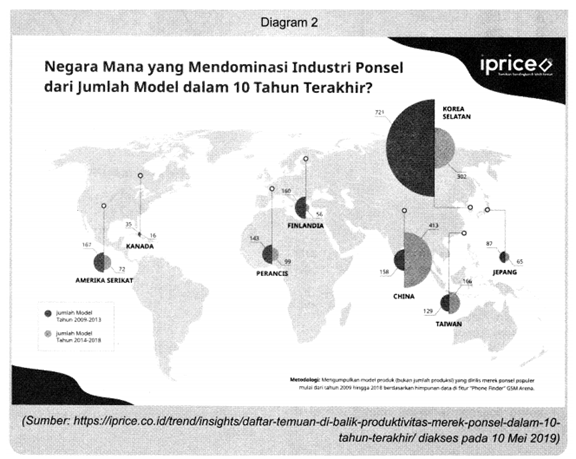 Diagram 2
Negara Mana yang Mendominasi Industri Ponsel
dari Jumlah Model dalam 10 Tahun Terakhir?
iprice
721
KOREA
SELATAN
302
35
16
KANADA
160
56
FINLANDIA
167
72
AMERIKA SERIKAT
143
99
PERANCIS
413
158
CHINA
87
65
JEPANG
166
129
TAIWAN
Jumlah Model
Tahun 2009-2013
Jumlah Model
Tahun 2014-2018
Metodologi: Mengumpulkan model produk (bukan jumlah produksi) yang dirilis merek ponsel populer
mulai dari tahun 2009 hingga 2018 berdasarkan himpunan data di fitur "Phone Finder" GSM Arena.
(Sumber: https://iprice.co.id/trend/insights/daftar-temuan-di-balik-produktivitas-merek-ponsel-dalam-10-
tahun-terakhir/ diakses pada 10 Mei 2019)